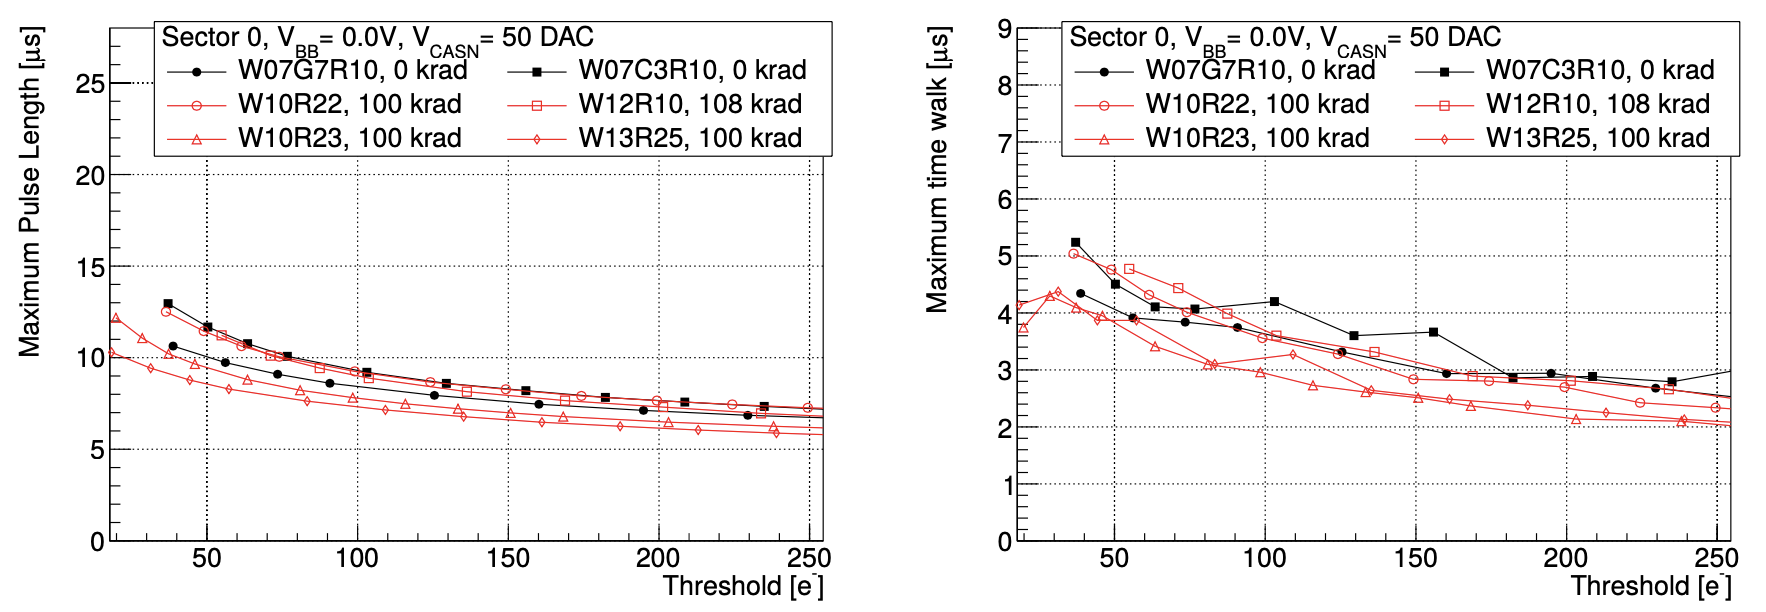 Maximum Pulse Length [μs]
Sector 0, V_BB= 0.0V, V_CASN= 50 DAC
W07G7R10, 0 krad
W07C3R10, 0 krad
W10R22, 100 krad
W12R10, 108 krad
W10R23, 100 krad
W13R25, 100 krad
25
20
15
10
5
0
50 100 150 200 250
Threshold [e⁻]
Maximum time walk [μs]
Sector 0, V_BB= 0.0V, V_CASN= 50 DAC
W07G7R10, 0 krad
W07C3R10, 0 krad
W10R22, 100 krad
W12R10, 108 krad
W10R23, 100 krad
W13R25, 100 krad
9
8
7
6
5
4
3
2
1
0
50 100 150 200 250
Threshold [e⁻]